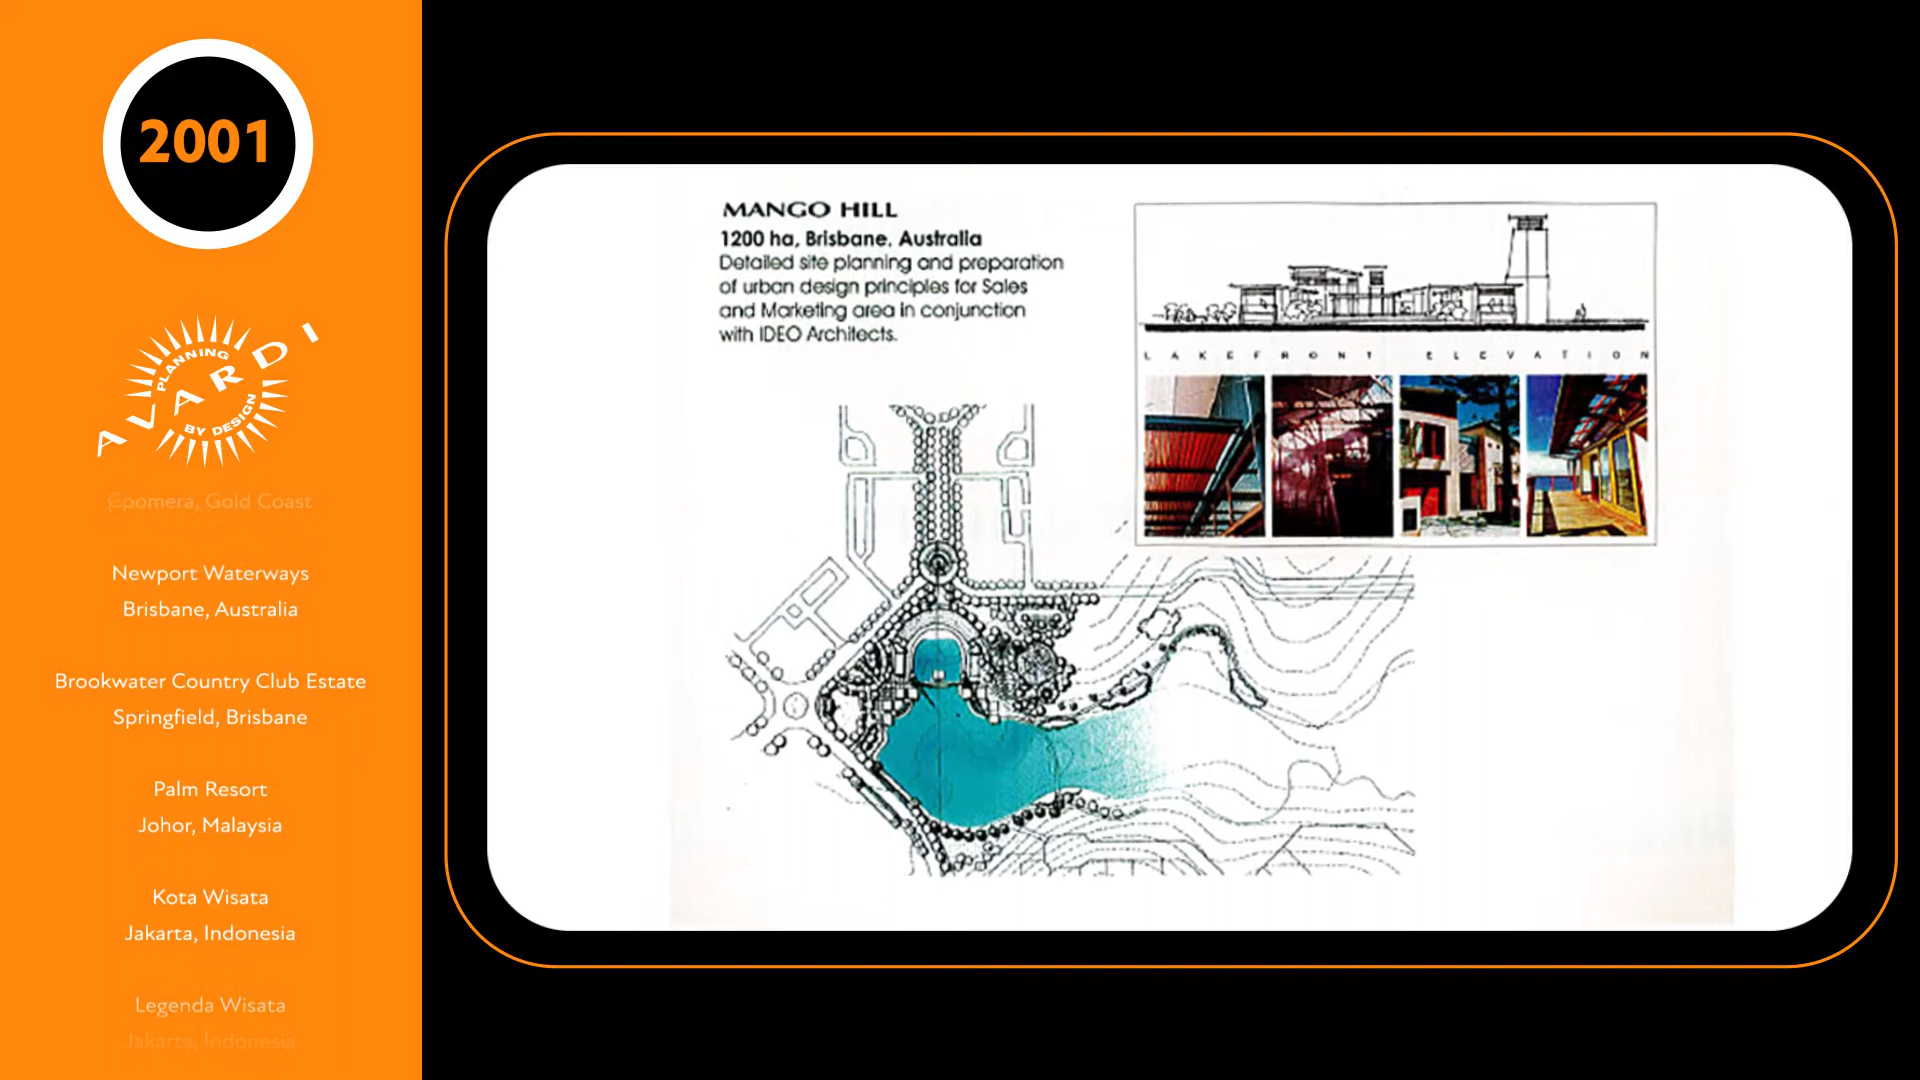 2001
ALVARDI
PLANNING
BY DESIGN
Epomera, Gold Coast
Newport Waterways
Brisbane, Australia
Brookwater Country Club Estate
Springfield, Brisbane
Palm Resort
Johor, Malaysia
Kota Wisata
Jakarta, Indonesia
Legenda Wisata
Jakarta, Indonesia
MANGO HILL
1200 ha, Brisbane, Australia
Detailed site planning and preparation
of urban design principles for Sales
and Marketing area in conjunction
with IDEO Architects.
LAKEFRONT ELEVATION